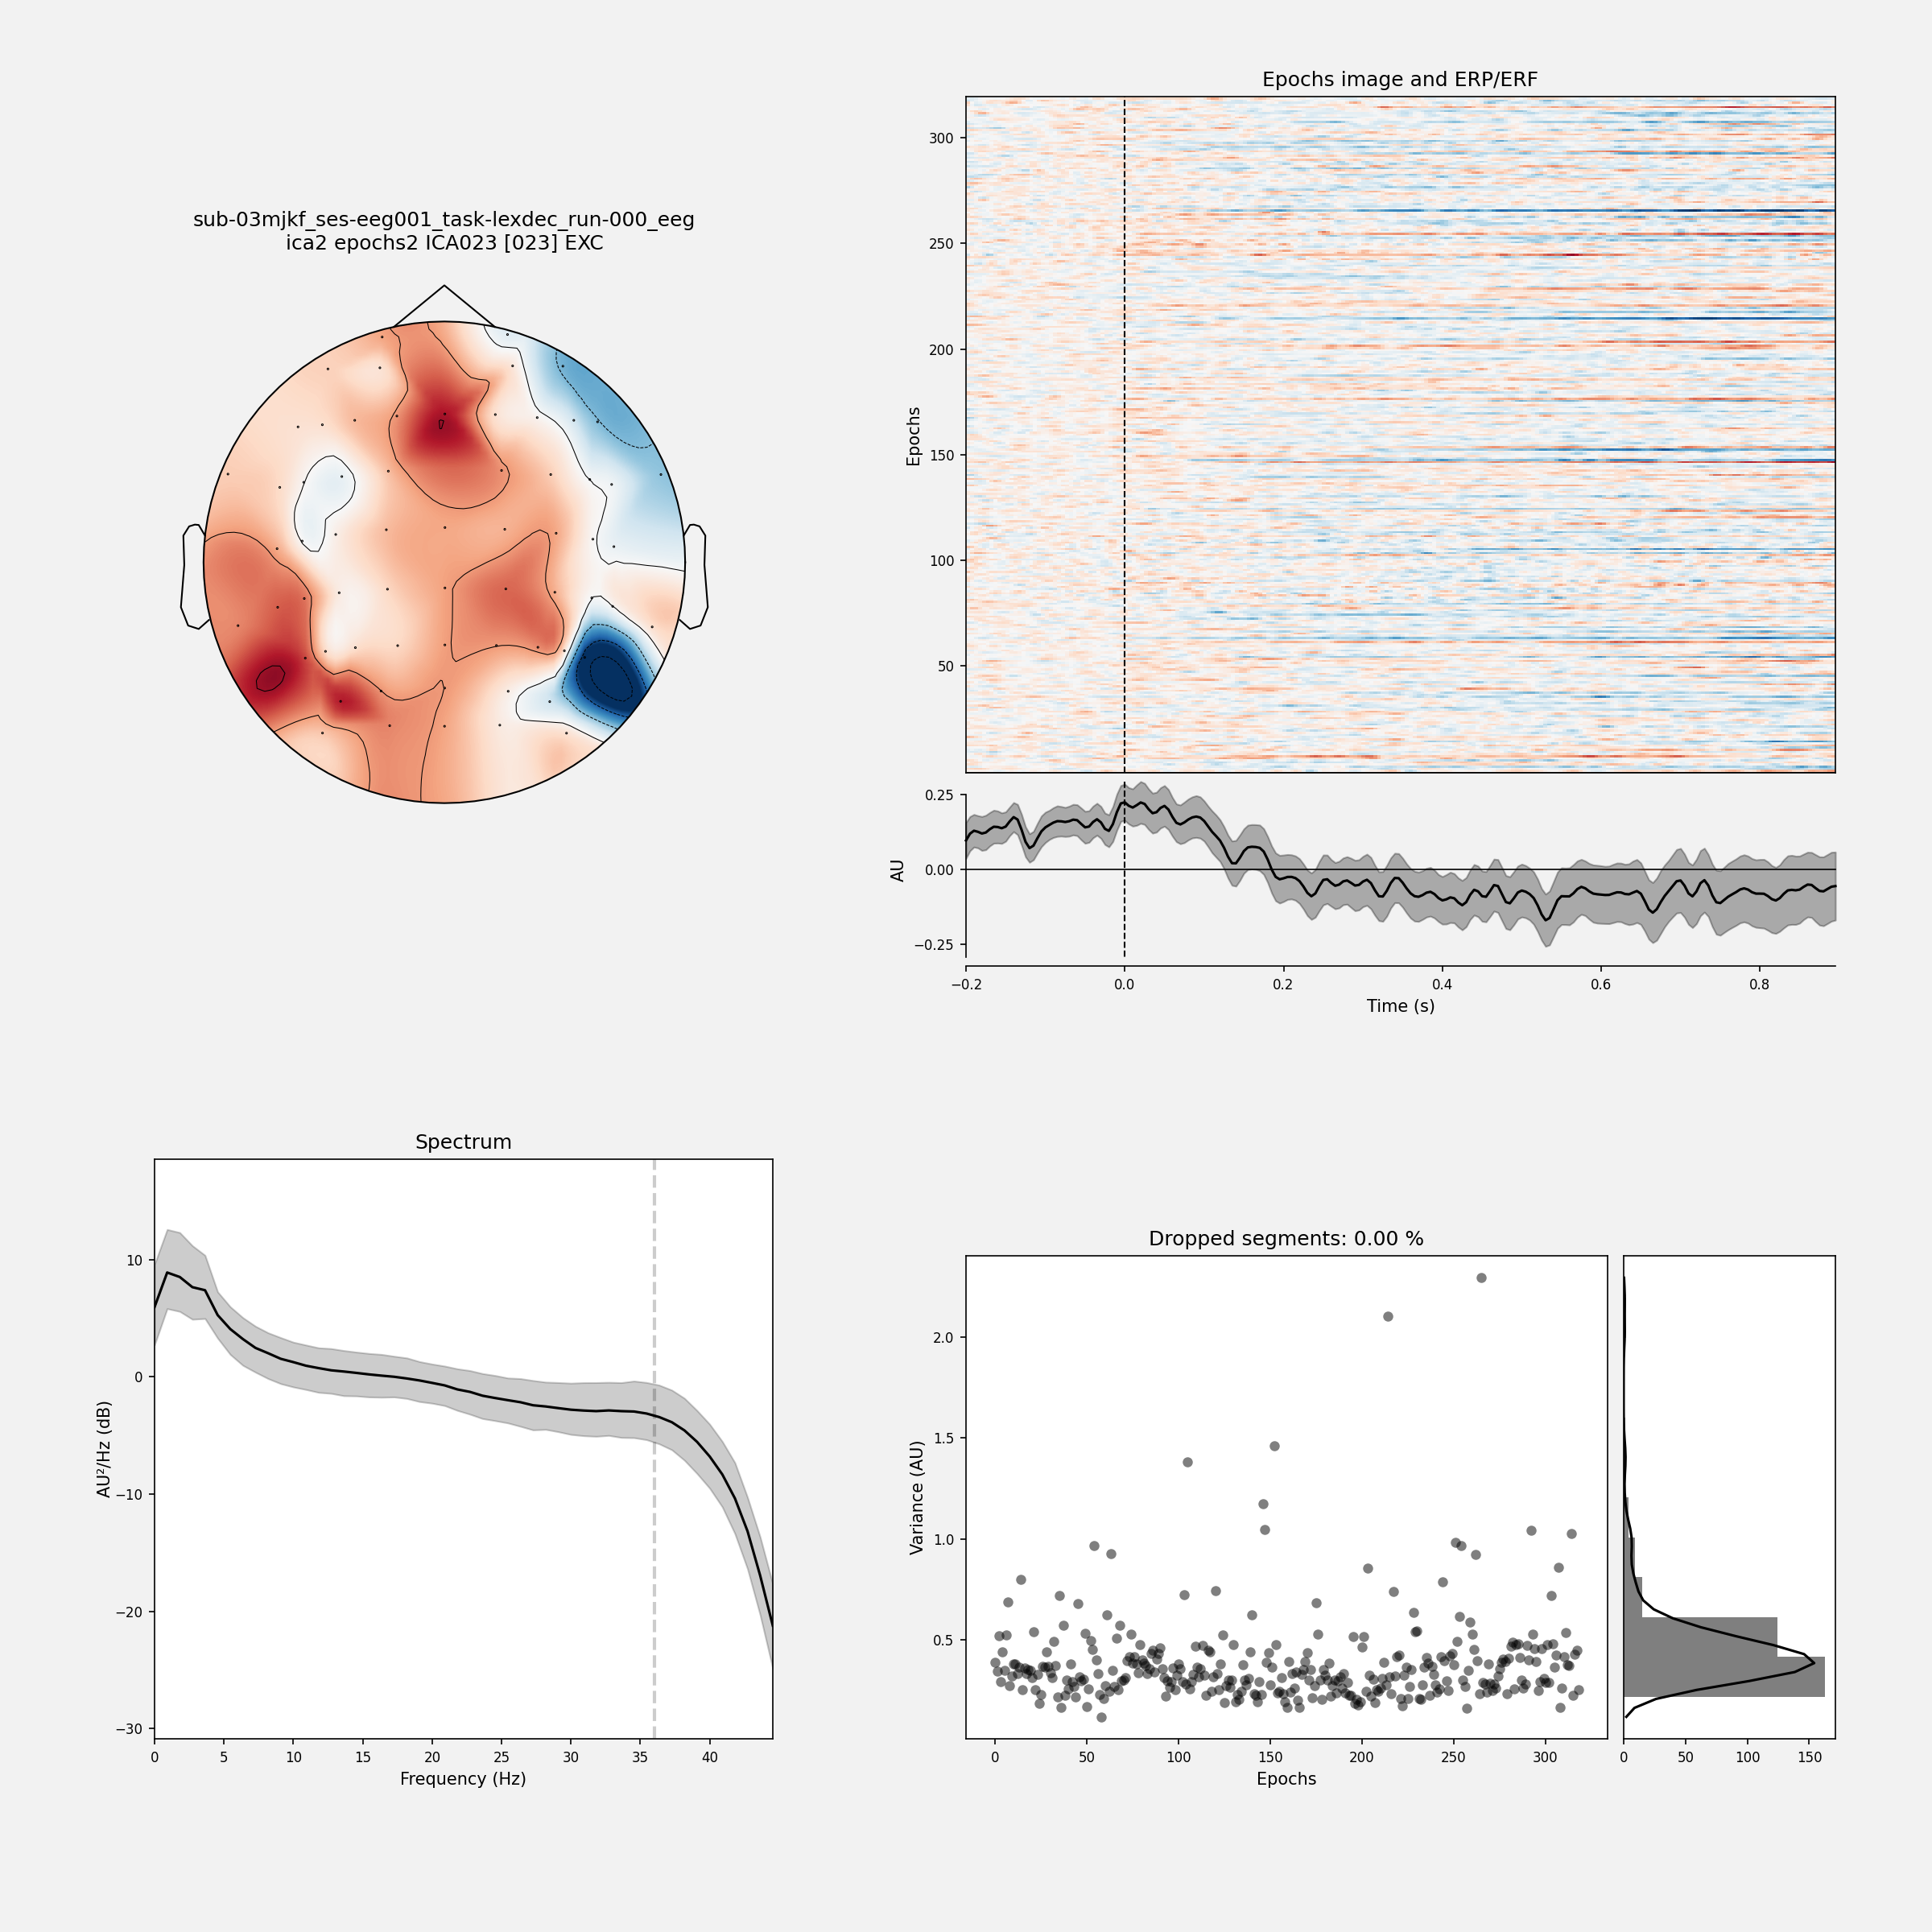 sub-03mjkf_ses-eeg001_task-lexdec_run-000_eeg
ica2 epochs2 ICA023 [023] EXC
Epochs image and ERP/ERF
300
250
200
150
100
50
Epochs
0.25
0.00
−0.25
AU
−0.2 0.0 0.2 0.4 0.6 0.8
Time (s)
Spectrum
10
0
−10
−20
−30
AU²/Hz (dB)
0 5 10 15 20 25 30 35 40
Frequency (Hz)
Dropped segments: 0.00 %
2.0
1.5
1.0
0.5
Variance (AU)
0 50 100 150 200 250 300
Epochs
0 50 100 150